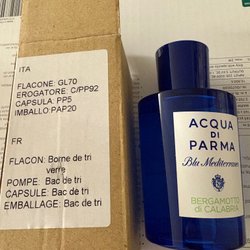 ITA
FLACONE: GL70
EROGATORE: C/PP92
CAPSULA: PP5
IMBALLO:PAP20
FR
FLACON: Borne de tri
verre
POMPE: Bac de tri
CAPSULE: Bac de tri
EMBALLAGE: Bac de tri
ACQUA
DI
PARMA
Blu Mediterraneo
BERGAMOTTO
di CALABRIA